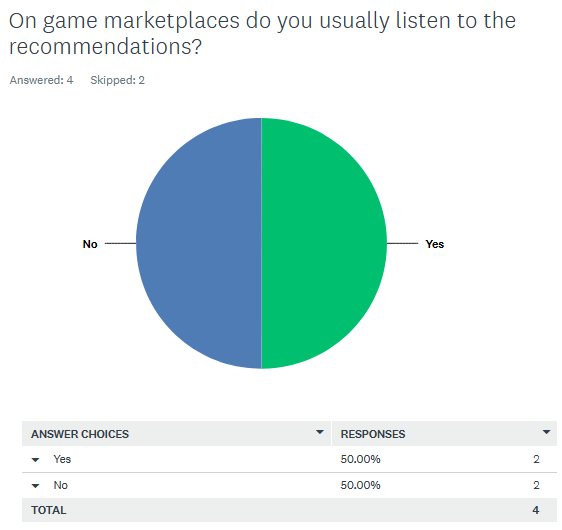 On game marketplaces do you usually listen to the
recommendations?
Answered: 4 Skipped: 2
No Yes
ANSWER CHOICES RESPONSES
Yes 50.00% 2
No 50.00% 2
TOTAL 4